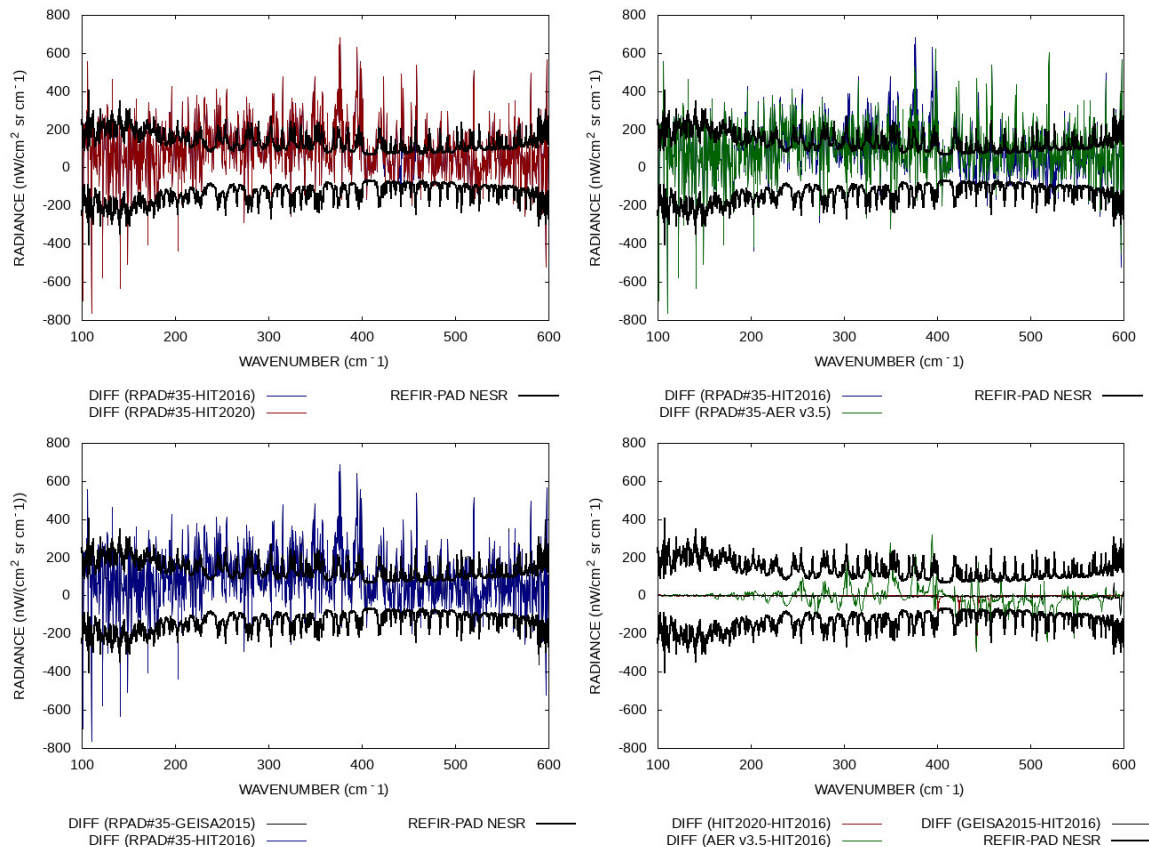 800
600
400
200
0
-200
-400
-600
-800
RADIANCE (nW/cm² sr cm⁻1)
100 200 300 400 500 600
WAVENUMBER (cm⁻1)
DIFF (RPAD#35-HIT2016) REFIR-PAD NESR
DIFF (RPAD#35-HIT2020)
800
600
400
200
0
-200
-400
-600
-800
RADIANCE (nW/cm² sr cm⁻1)
100 200 300 400 500 600
WAVENUMBER (cm⁻1)
DIFF (RPAD#35-HIT2016) REFIR-PAD NESR
DIFF (RPAD#35-AER v3.5)
800
600
400
200
0
-200
-400
-600
-800
RADIANCE (nW/(cm² sr cm⁻1))
100 200 300 400 500 600
WAVENUMBER (cm⁻1)
DIFF (RPAD#35-GEISA2015) REFIR-PAD NESR
DIFF (RPAD#35-HIT2016)
800
600
400
200
0
-200
-400
-600
-800
RADIANCE (nW/cm² sr cm⁻1)
100 200 300 400 500 600
WAVENUMBER (cm⁻1)
DIFF (HIT2020-HIT2016) DIFF (GEISA2015-HIT2016)
DIFF (AER v3.5-HIT2016) REFIR-PAD NESR